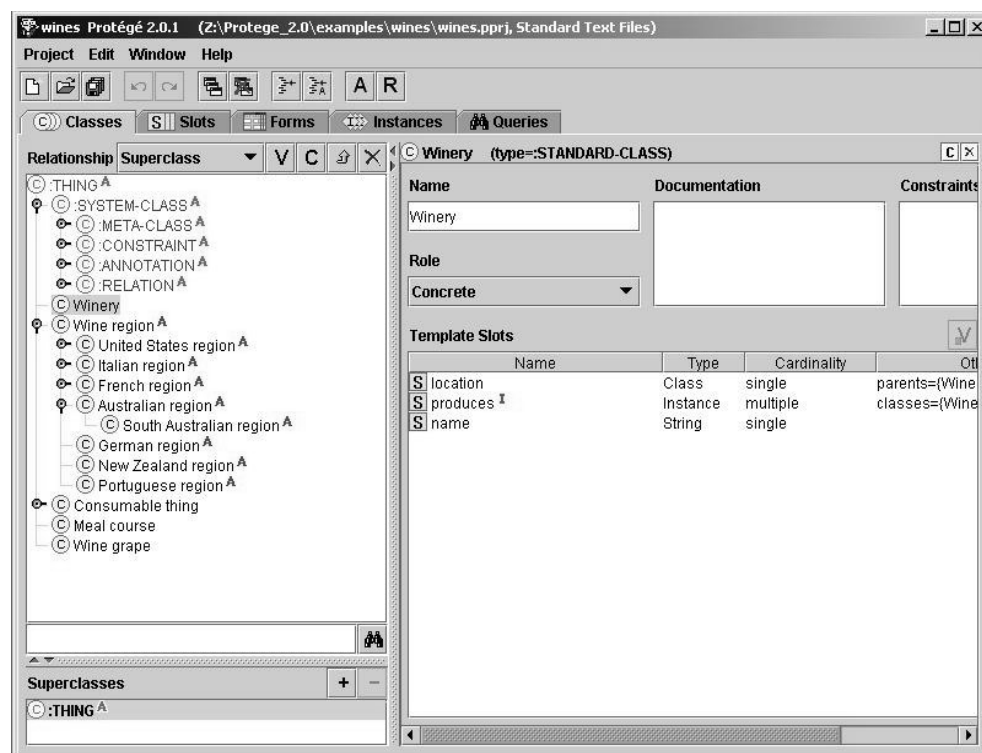 wines Protégé 2.0.1 (Z:\Protege_2.0\examples\wines\wines.pprj, Standard Text Files)
Project Edit Window Help
A R
C Classes S Slots Forms I Instances Queries
Relationship Superclass V C
C :THING A
C :SYSTEM-CLASS A
C :META-CLASS A
C :CONSTRAINT A
C :ANNOTATION A
C :RELATION A
C Winery
C Wine region A
C United States region A
C Italian region A
C French region A
C Australian region A
C South Australian region A
C German region A
C New Zealand region A
C Portuguese region A
C Consumable thing
C Meal course
C Wine grape
Superclasses + -
C :THING A
C Winery (type=:STANDARD-CLASS) C ×
Name Documentation Constraints
Winery
Role
Concrete
Template Slots V
Name Type Cardinality Oth
S location Class single parents={Wine
S produces I Instance multiple classes={Wine
S name String single